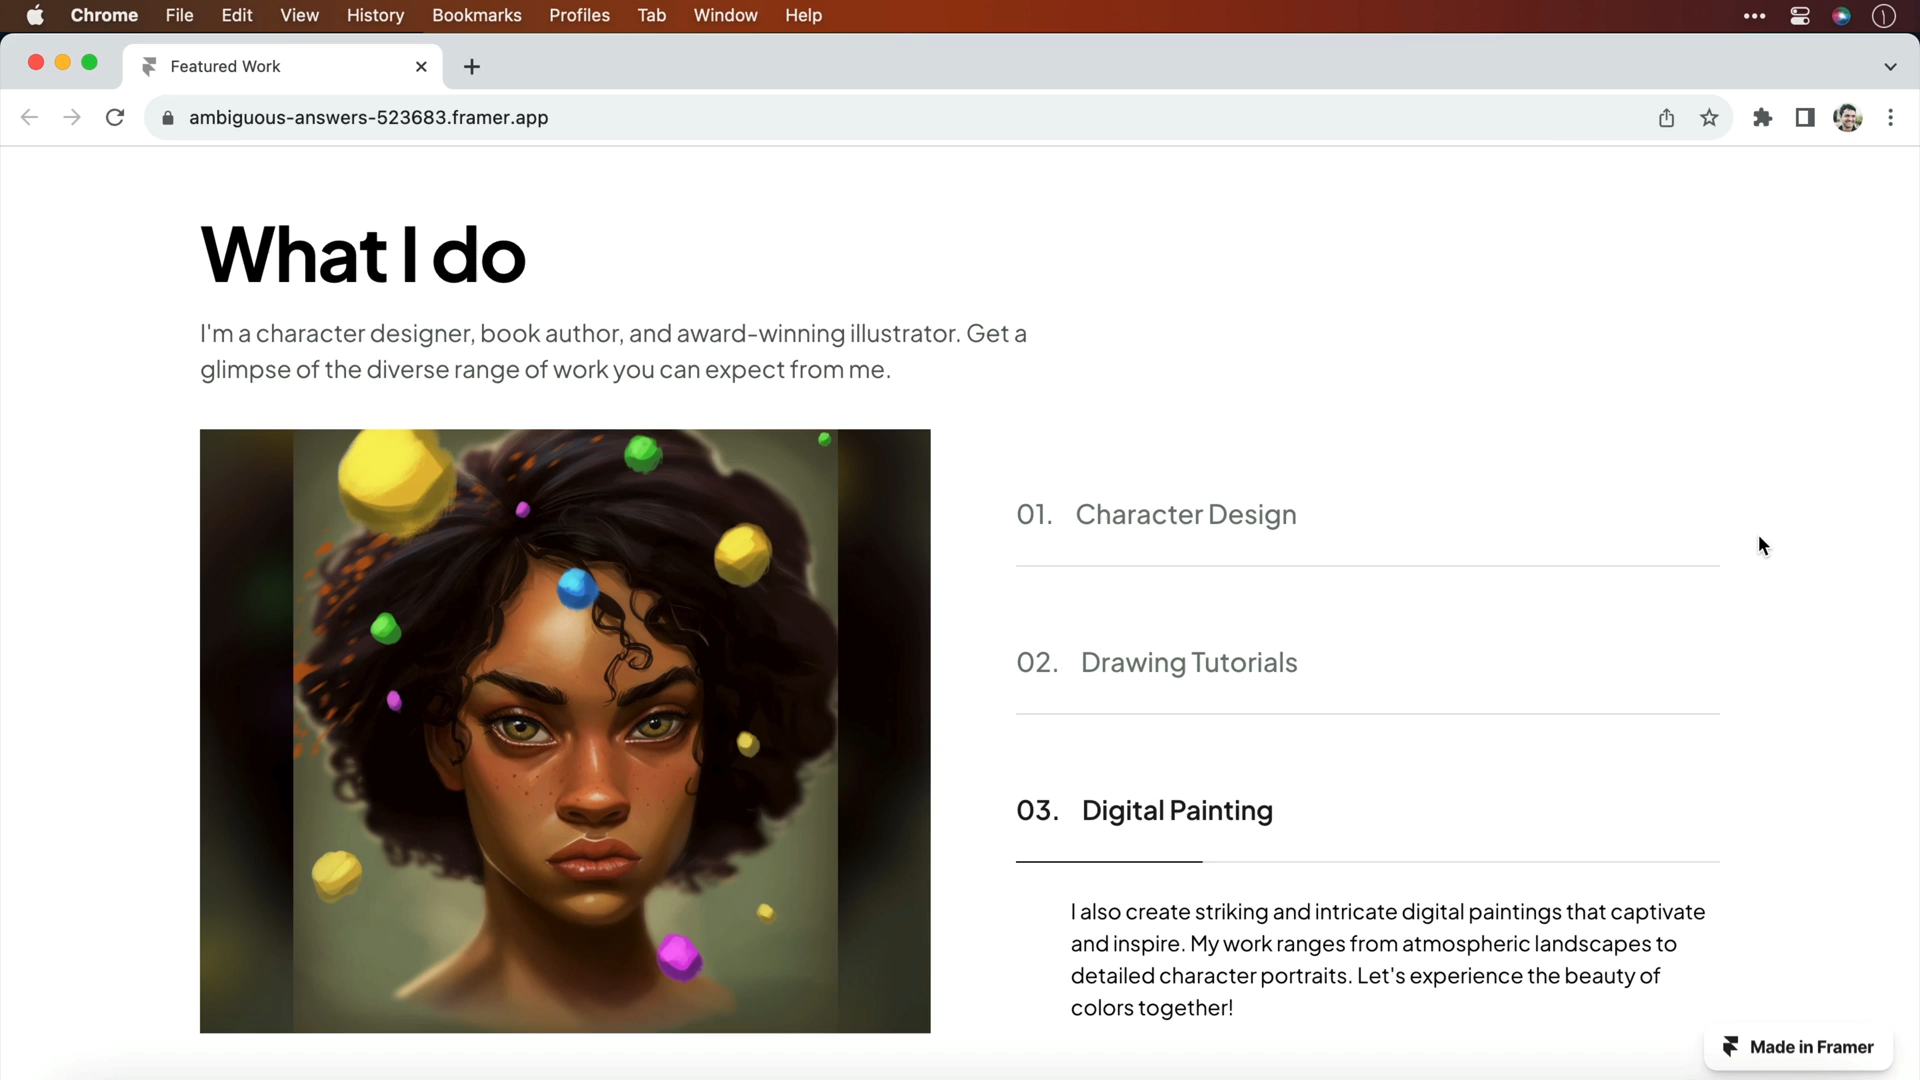 Chrome File Edit View History Bookmarks Profiles Tab Window Help
Featured Work
ambiguous-answers-523683.framer.app
What I do
I'm a character designer, book author, and award-winning illustrator. Get a
glimpse of the diverse range of work you can expect from me.
01. Character Design
02. Drawing Tutorials
03. Digital Painting
I also create striking and intricate digital paintings that captivate
and inspire. My work ranges from atmospheric landscapes to
detailed character portraits. Let's experience the beauty of
colors together!
Made in Framer